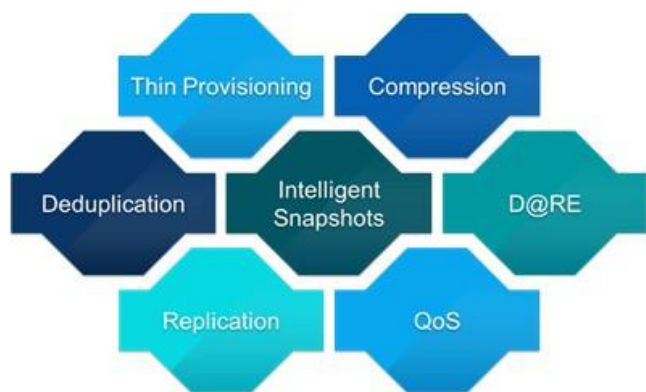 Thin Provisioning
Compression
Deduplication
Intelligent
Snapshots
D@RE
Replication
QoS